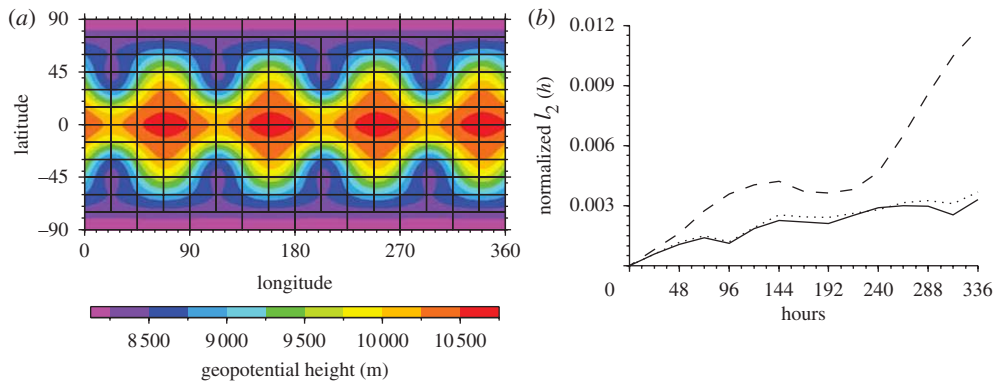 (a)
90
45
0
–45
–90
latitude
0 90 180 270 360
longitude
8 500 9 000 9 500 10 000 10 500
geopotential height (m)
(b)
0.012
0.009
0.006
0.003
normalized l2 (h)
0 48 96 144 192 240 288 336
hours